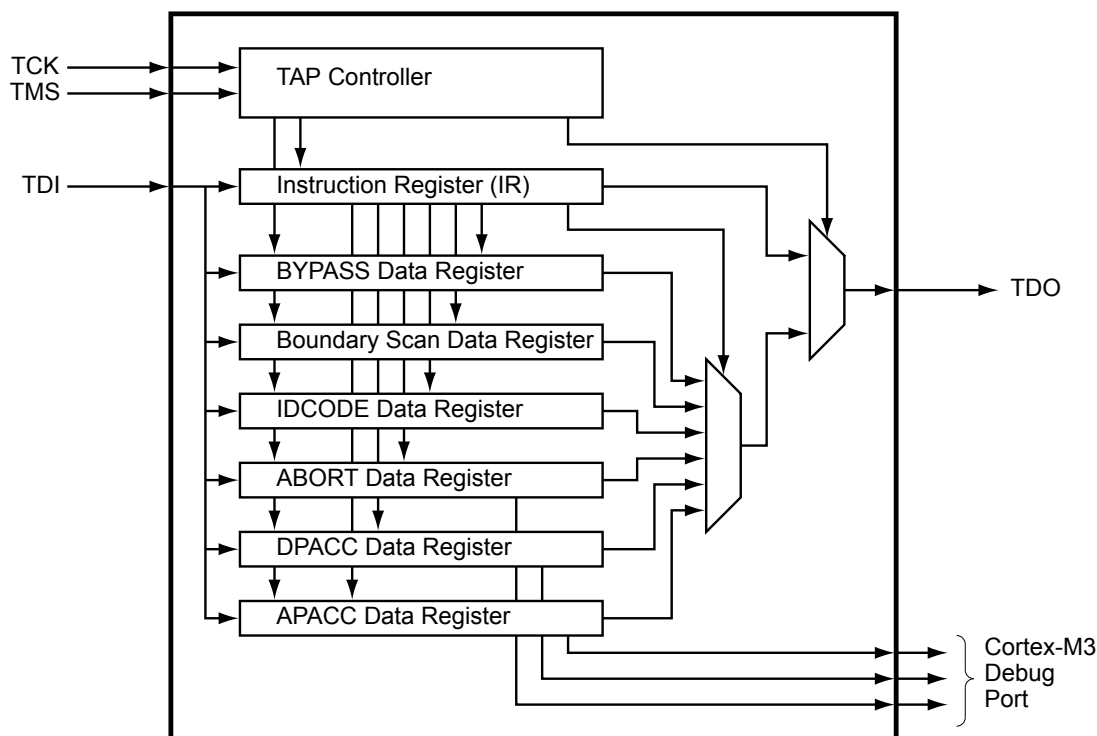 TCK
TMS
TAP Controller
TDI
Instruction Register (IR)
BYPASS Data Register
Boundary Scan Data Register
IDCODE Data Register
ABORT Data Register
DPACC Data Register
APACC Data Register
TDO
Cortex-M3
Debug
Port